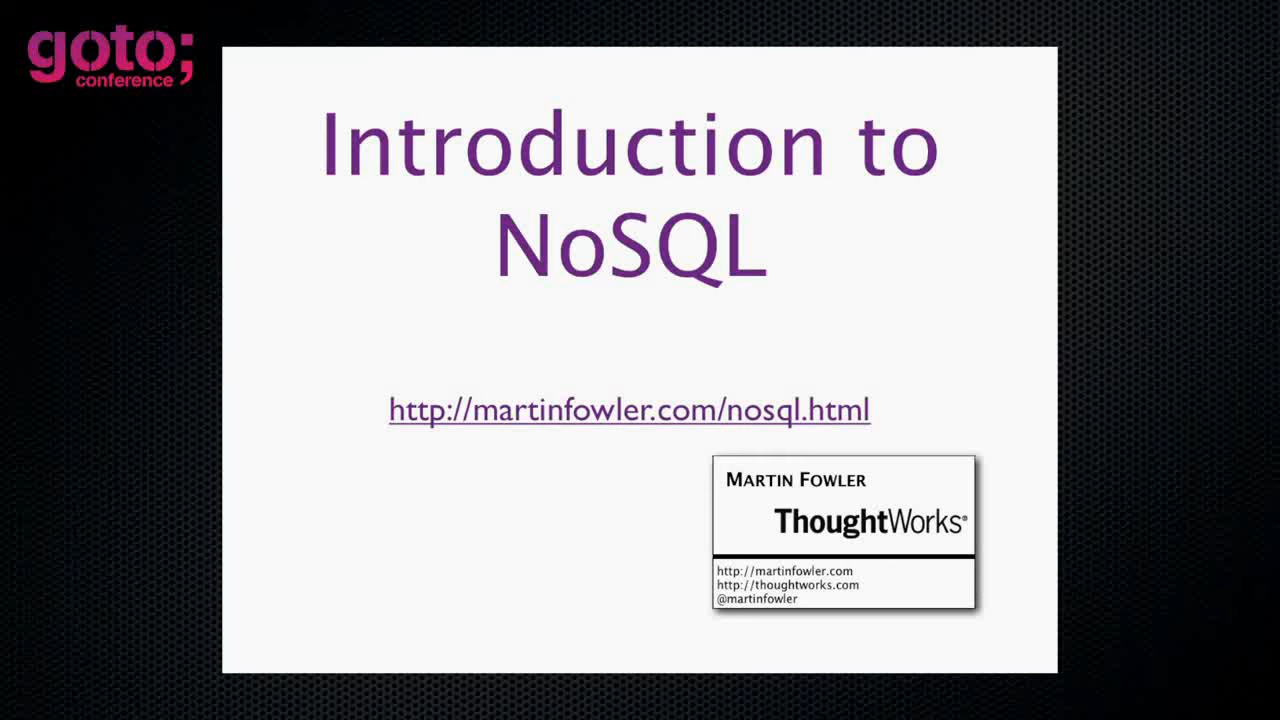 goto;
conference
Introduction to
NoSQL
http://martinfowler.com/nosql.html
MARTIN FOWLER
ThoughtWorks®
http://martinfowler.com
http://thoughtworks.com
@martinfowler